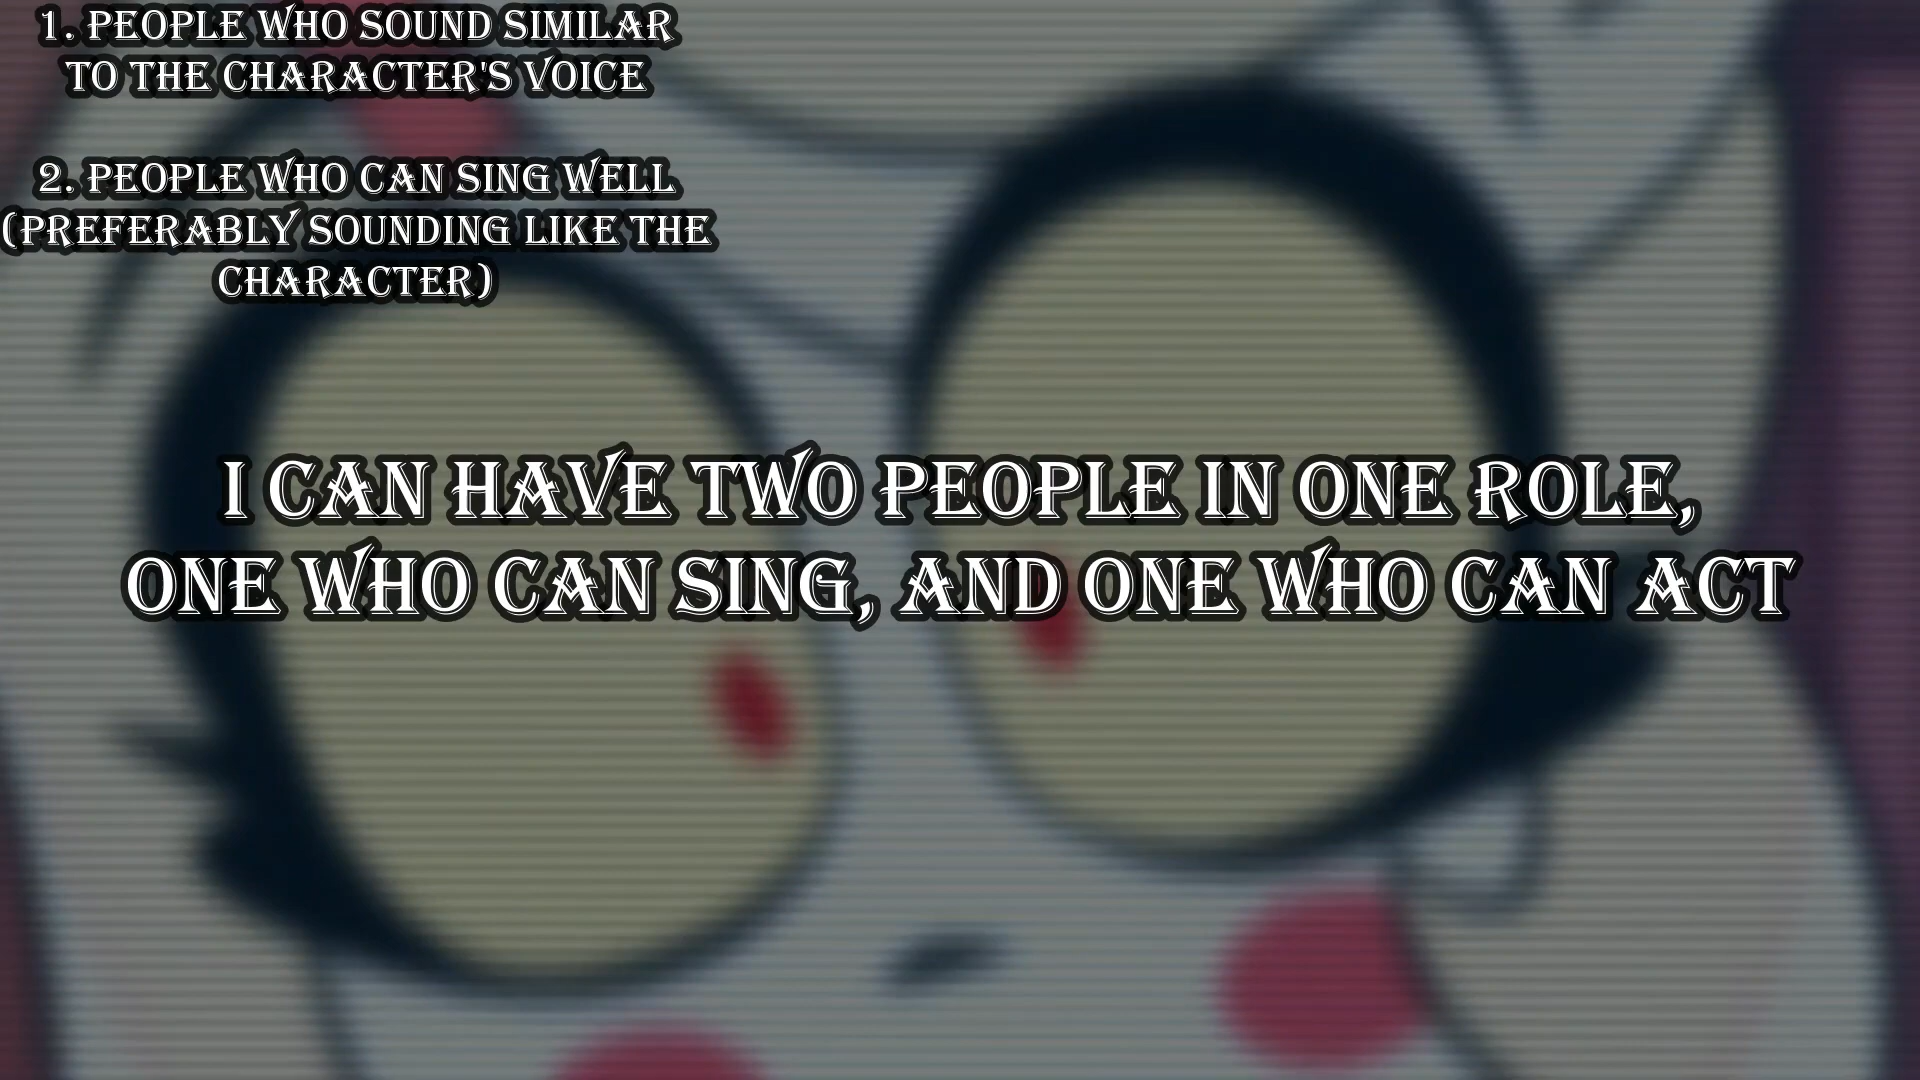 1. PEOPLE WHO SOUND SIMILAR
TO THE CHARACTER'S VOICE
2. PEOPLE WHO CAN SING WELL
(PREFERABLY SOUNDING LIKE THE
CHARACTER)
I CAN HAVE TWO PEOPLE IN ONE ROLE,
ONE WHO CAN SING, AND ONE WHO CAN ACT